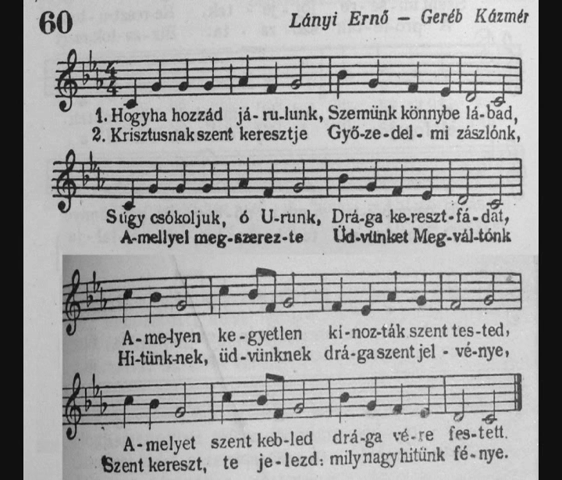 60
Lányi Ernő – Geréb Kázmér
1. Hogyha hozzád já-ru-lunk, Szemünk könnybe lá-bad,
2. Krisztusnak szent keresztje Győ-ze-del-mi zászlónk,
S úgy csókoljuk, ó U-runk, Drá-ga ke-reszt-fá-dat,
A-mellyel meg-szerez-te Üd-vünket Meg-vál-tónk
A-me-lyen ke-gyetlen ki-noz-ták szent tes-ted,
Hi-tünk-nek, üd-vünknek drá-ga szent jel-vé-nye,
A-melyet szent keb-led drá-ga vé-re fes-tett.
Szent kereszt, te je-lezd: mily nagy hitünk fé-nye.